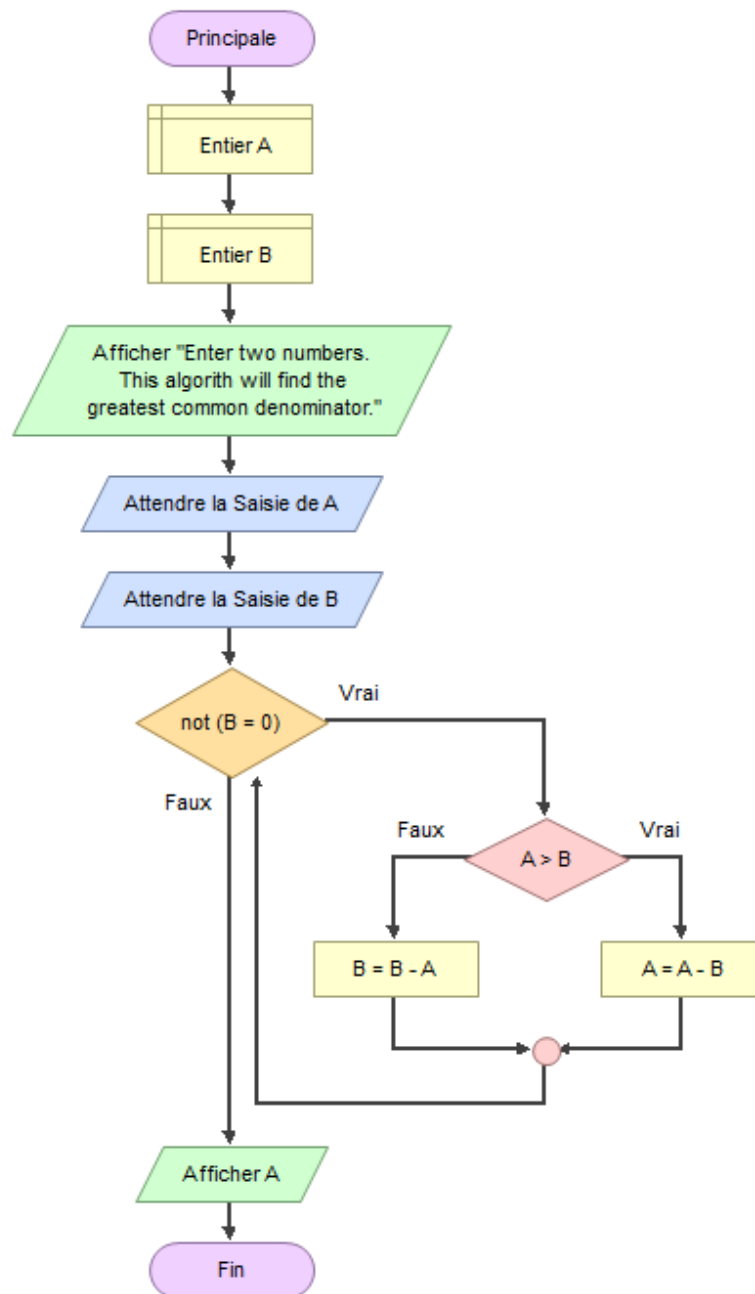 Principale
Entier A
Entier B
Afficher "Enter two numbers.
This algorith will find the
greatest common denominator."
Attendre la Saisie de A
Attendre la Saisie de B
not (B = 0)
Vrai
Faux
A > B
Faux
Vrai
B = B - A
A = A - B
Afficher A
Fin